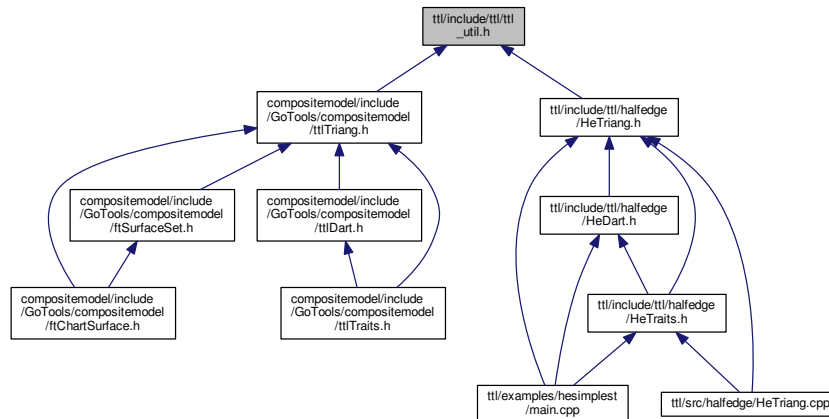 ttl/include/ttl/ttl
_util.h
compositemodel/include
/GoTools/compositemodel
/ttlTriang.h
ttl/include/ttl/halfedge
/HeTriang.h
compositemodel/include
/GoTools/compositemodel
/ftSurfaceSet.h
compositemodel/include
/GoTools/compositemodel
/ttlDart.h
ttl/include/ttl/halfedge
/HeDart.h
compositemodel/include
/GoTools/compositemodel
/ftChartSurface.h
compositemodel/include
/GoTools/compositemodel
/ttlTraits.h
ttl/include/ttl/halfedge
/HeTraits.h
ttl/examples/hesimplest
/main.cpp
ttl/src/halfedge/HeTriang.cpp